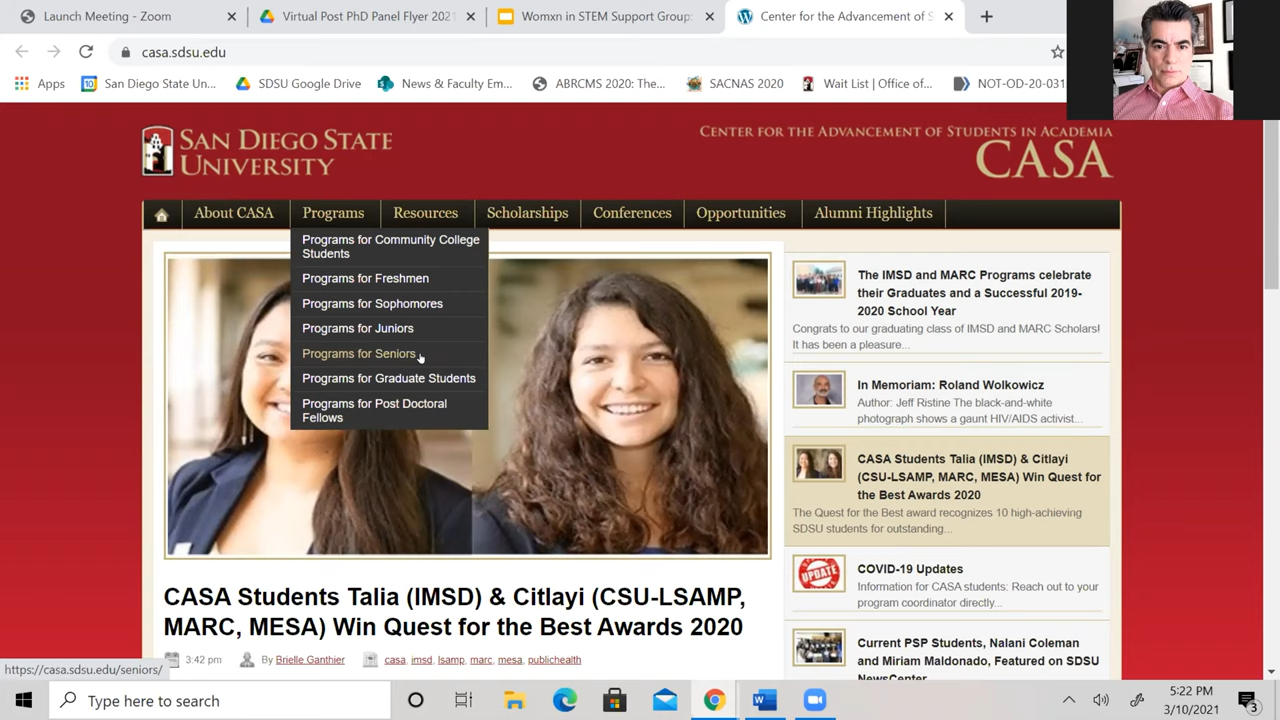 Launch Meeting - Zoom
Virtual Post PhD Panel Flyer 2021
Womxn in STEM Support Group:
Center for the Advancement of S
casa.sdsu.edu
Apps
10
San Diego State Un...
SDSU Google Drive
News & Faculty Em...
ABRCMS 2020: The...
SACNAS 2020
Wait List | Office of...
NOT-OD-20-031
SAN DIEGO STATE
UNIVERSITY
CENTER FOR THE ADVANCEMENT OF STUDENTS IN ACADEMIA
CASA
About CASA
Programs
Resources
Scholarships
Conferences
Opportunities
Alumni Highlights
Programs for Community College
Students
Programs for Freshmen
Programs for Sophomores
Programs for Juniors
Programs for Seniors
Programs for Graduate Students
Programs for Post Doctoral
Fellows
The IMSD and MARC Programs celebrate
their Graduates and a Successful 2019-
2020 School Year
Congrats to our graduating class of IMSD and MARC Scholars!
It has been a pleasure...
In Memoriam: Roland Wolkowicz
Author: Jeff Ristine The black-and-white
photograph shows a gaunt HIV/AIDS activist...
CASA Students Talia (IMSD) & Citlayi
(CSU-LSAMP, MARC, MESA) Win Quest for
the Best Awards 2020
The Quest for the Best award recognizes 10 high-achieving
SDSU students for outstanding...
UPDATE
COVID-19 Updates
Information for CASA students: Reach out to your
program coordinator directly...
Current PSP Students, Nalani Coleman
and Miriam Maldonado, Featured on SDSU
NewsCenter
CASA Students Talia (IMSD) & Citlayi (CSU-LSAMP,
MARC, MESA) Win Quest for the Best Awards 2020
3:42 pm
By Brielle Ganthier
casa, imsd, lsamp, marc, mesa, publichealth
https://casa.sdsu.edu/seniors/
Type here to search
5:22 PM
3/10/2021
3